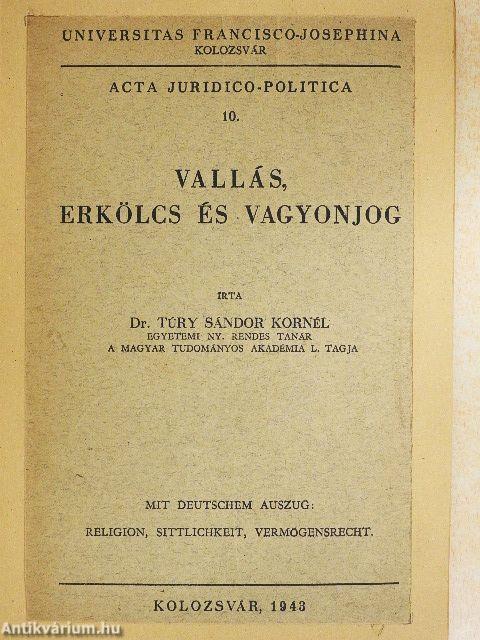 UNIVERSITAS FRANCISCO-JOSEPHINA
KOLOZSVÁR
ACTA JURIDICO-POLITICA
10.
VALLÁS,
ERKÖLCS ÉS VAGYONJOG
IRTA
Dr. TÚRY SÁNDOR KORNÉL
EGYETEMI NY. RENDES TANÁR
A MAGYAR TUDOMÁNYOS AKADÉMIA L. TAGJA
MIT DEUTSCHEM AUSZUG:
RELIGION, SITTLICHKEIT, VERMÖGENSRECHT.
KOLOZSVÁR, 1943
Antikvárium.hu